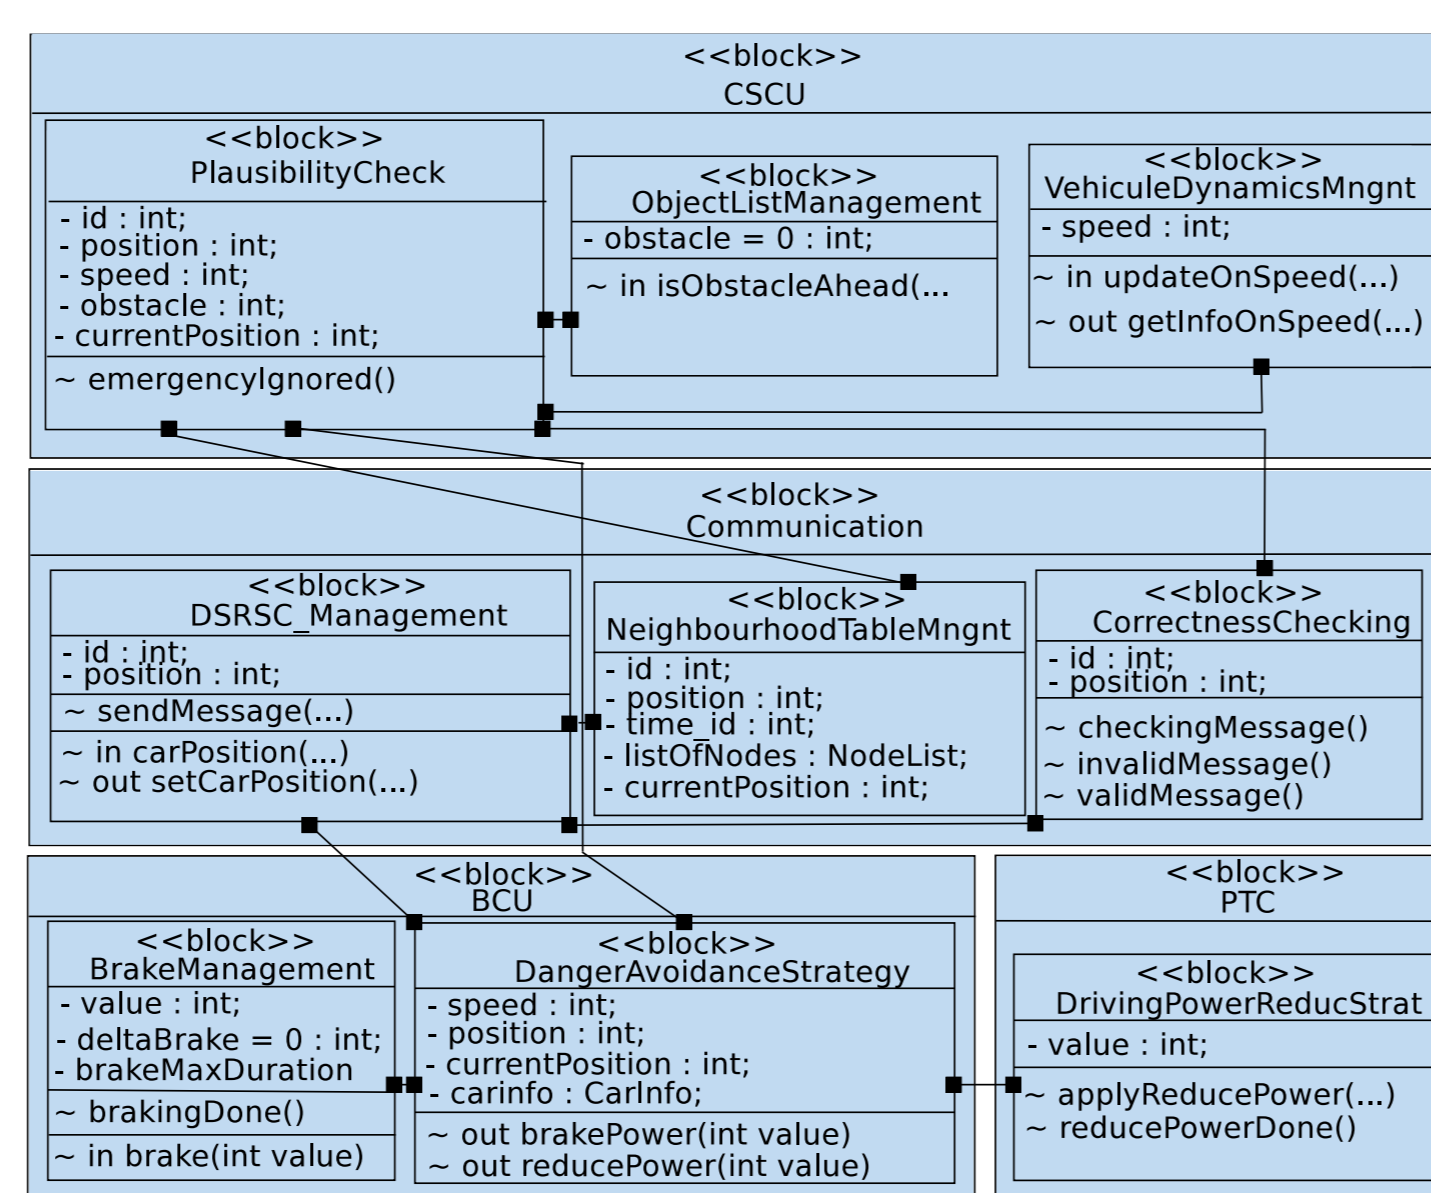 <<block>>
CSCU
<<block>>
PlausibilityCheck
- id : int;
- position : int;
- speed : int;
- obstacle : int;
- currentPosition : int;
~ emergencyIgnored()
<<block>>
ObjectListManagement
- obstacle = 0 : int;
~ in isObstacleAhead(...
<<block>>
VehiculeDynamicsMngnt
- speed : int;
~ in updateOnSpeed(...)
~ out getInfoOnSpeed(...)
<<block>>
Communication
<<block>>
DSRSC_Management
- id : int;
- position : int;
~ sendMessage(...)
~ in carPosition(...)
~ out setCarPosition(...)
<<block>>
NeighbourhoodTableMngnt
- id : int;
- position : int;
- time_id : int;
- listOfNodes : NodeList;
- currentPosition : int;
<<block>>
CorrectnessChecking
- id : int;
- position : int;
~ checkingMessage()
~ invalidMessage()
~ validMessage()
<<block>>
BCU
<<block>>
BrakeManagement
- value : int;
- deltaBrake = 0 : int;
- brakeMaxDuration
~ brakingDone()
~ in brake(int value)
<<block>>
DangerAvoidanceStrategy
- speed : int;
- position : int;
- currentPosition : int;
- carinfo : CarInfo;
~ out brakePower(int value)
~ out reducePower(int value)
<<block>>
PTC
<<block>>
DrivingPowerReducStrat
- value : int;
~ applyReducePower(...)
~ reducePowerDone()